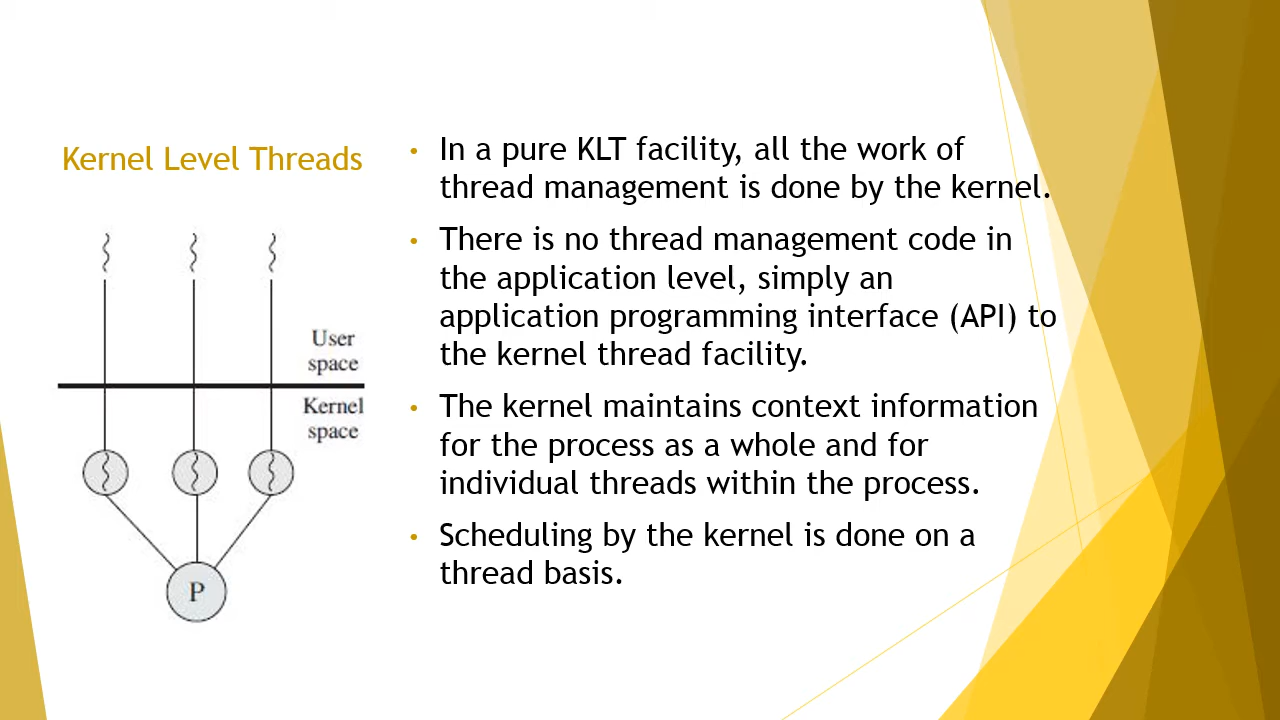 Kernel Level Threads
User
space
Kernel
space
P
• In a pure KLT facility, all the work of
thread management is done by the kernel.
• There is no thread management code in
the application level, simply an
application programming interface (API) to
the kernel thread facility.
• The kernel maintains context information
for the process as a whole and for
individual threads within the process.
• Scheduling by the kernel is done on a
thread basis.